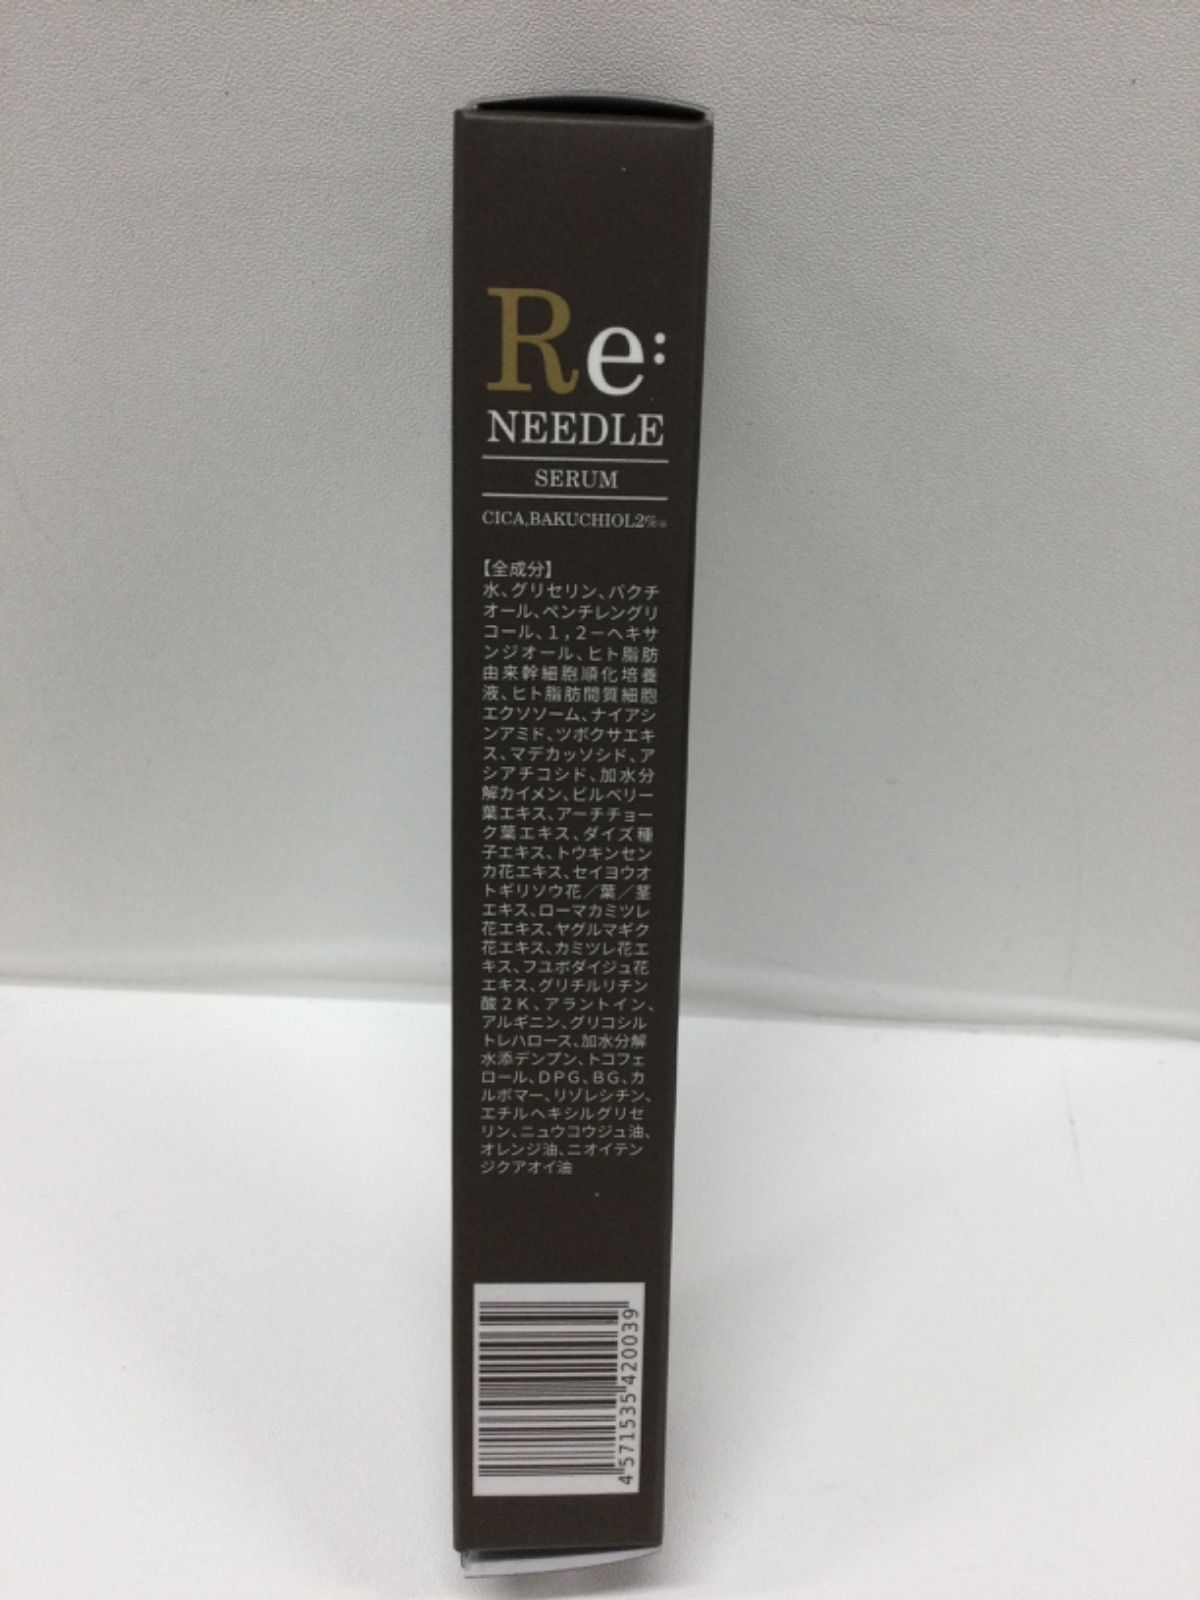 Re:
NEEDLE
SERUM
CICA,BAKUCHIOL2%※
【全成分】
水、グリセリン、バクチ
オール、ペンチレングリ
コール、1,2-ヘキサ
ンジオール、ヒト脂肪
由来幹細胞順化培養
液、ヒト脂肪間質細胞
エクソソーム、ナイアシ
ンアミド、ツボクサエキ
ス、マデカッソシド、ア
シアチコシド、加水分
解カイメン、ビルベリー
葉エキス、アーチチョー
ク葉エキス、ダイズ種
子エキス、トウキンセン
カ花エキス、セイヨウオ
トギリソウ花/葉/茎
エキス、ローマカミツレ
花エキス、ヤグルマギク
花エキス、カミツレ花エ
キス、フユボダイジュ花
エキス、グリチルリチン
酸2K、アラントイン、
アルギニン、グリコシル
トレハロース、加水分解
水添デンプン、トコフェ
ロール、DPG、BG、カ
ルボマー、リゾレシチン、
エチルヘキシルグリセ
リン、ニュウコウジュ油、
オレンジ油、ニオイテン
ジクアオイ油
4571535420039